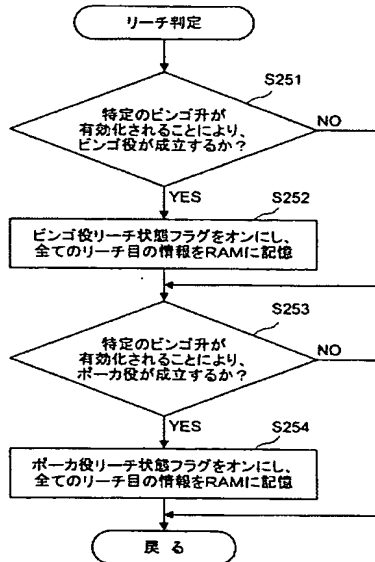 リーチ判定
S251
特定のビンゴ升が
有効化されることにより、
ビンゴ役が成立するか？
NO
YES
S252
ビンゴ役リーチ状態フラグをオンにし、
全てのリーチ目の情報をRAMに記憶
S253
特定のビンゴ升が
有効化されることにより、
ポーカ役が成立するか？
NO
YES
S254
ポーカ役リーチ状態フラグをオンにし、
全てのリーチ目の情報をRAMに記憶
戻る